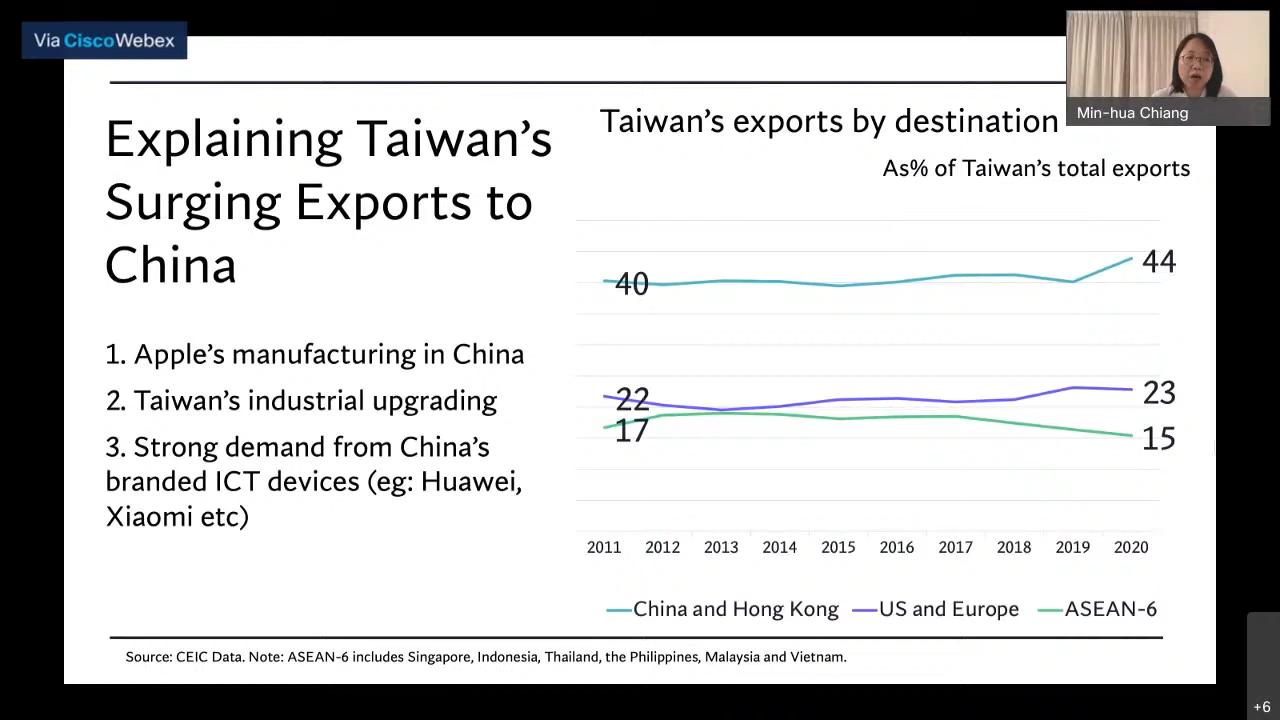 Via CiscoWebex
Min-hua Chiang
Explaining Taiwan's
Surging Exports to
China
1. Apple's manufacturing in China
2. Taiwan's industrial upgrading
3. Strong demand from China's
branded ICT devices (eg: Huawei,
Xiaomi etc)
Taiwan's exports by destination
As% of Taiwan's total exports
40
44
22
23
17
15
2011 2012 2013 2014 2015 2016 2017 2018 2019 2020
China and Hong Kong US and Europe ASEAN-6
Source: CEIC Data. Note: ASEAN-6 includes Singapore, Indonesia, Thailand, the Philippines, Malaysia and Vietnam.
+6